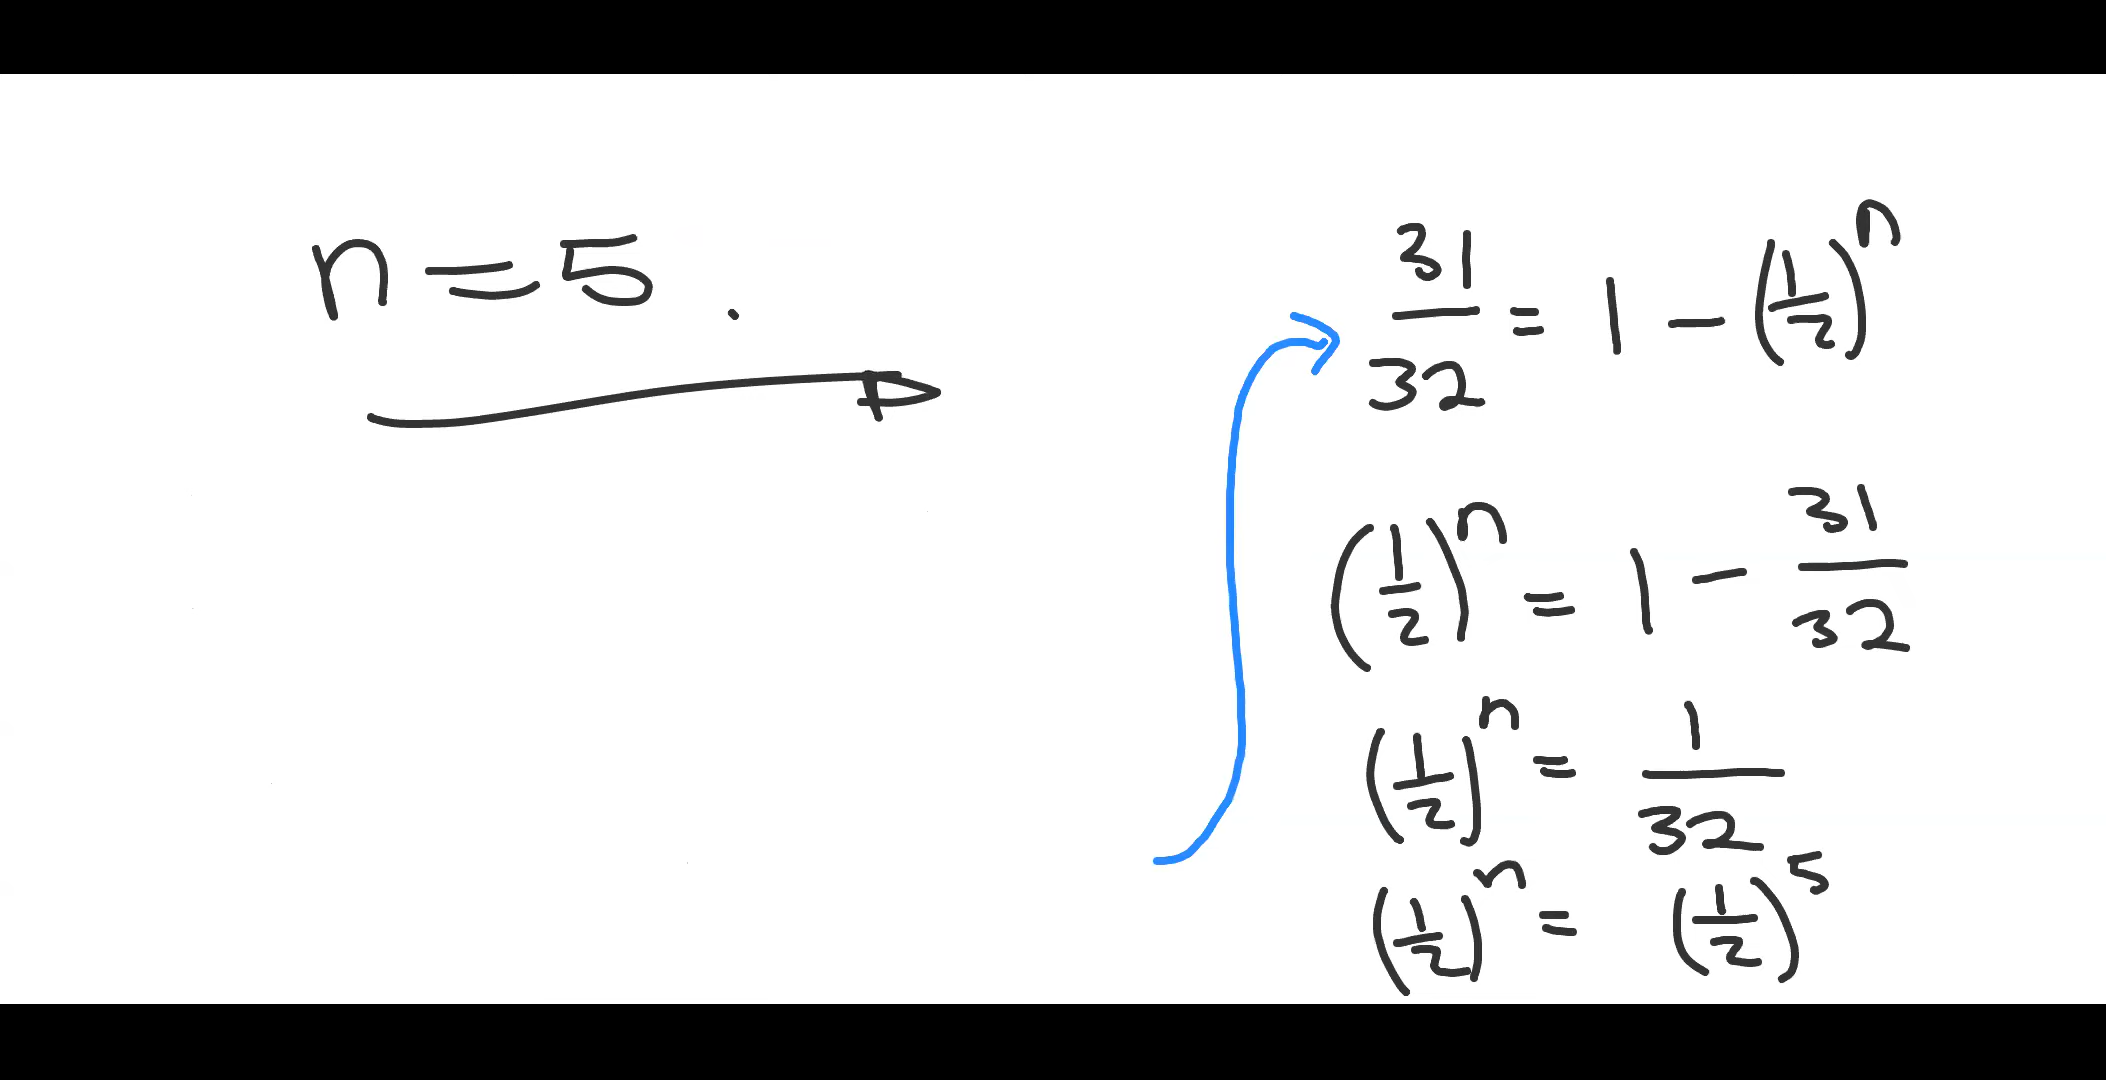 n = 5 .
31/32 = 1 - (1/2)^n
(1/2)^n = 1 - 31/32
(1/2)^n = 1/32
(1/2)^n = (1/2)^5